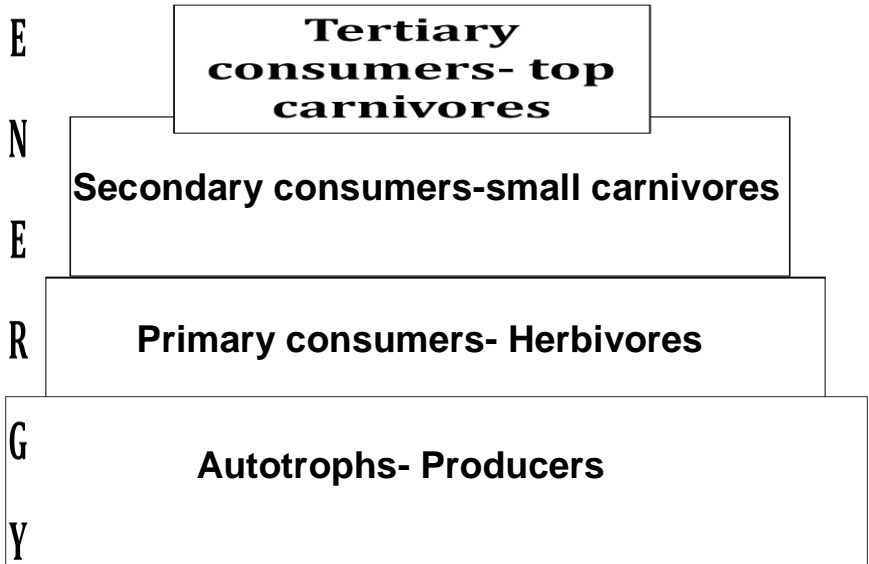 E
N
E
R
G
Y
Tertiary
consumers- top
carnivores
Secondary consumers-small carnivores
Primary consumers- Herbivores
Autotrophs- Producers